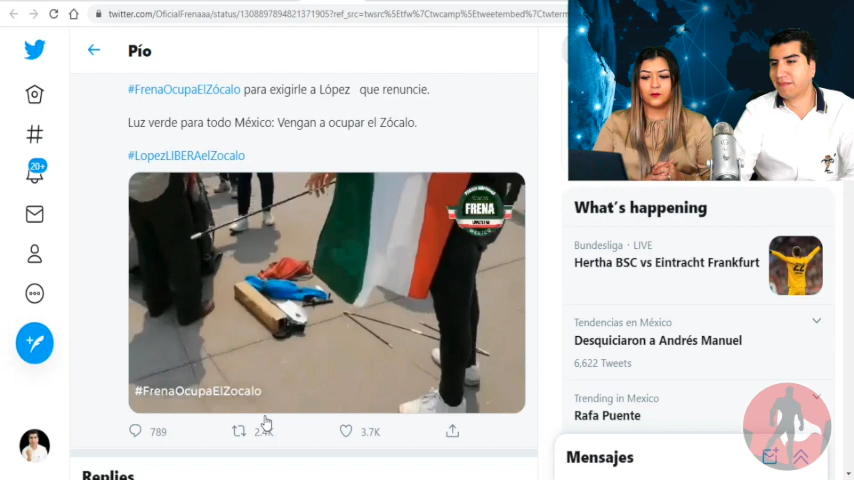 twitter.com/OficialFrenaaa/status/1308897894821371905?ref_src=twsrc%5Etfw%7Ctwcamp%5Etweetembed%7Ctwterm
Pío
#FrenaOcupaElZócalo para exigirle a López que renuncie.
Luz verde para todo México: Vengan a ocupar el Zócalo.
#LopezLIBERAelZocalo
FRENA
#FrenaOcupaElZocalo
789
2.4K
3.7K
Replies
20+
What's happening
Bundesliga · LIVE
Hertha BSC vs Eintracht Frankfurt
Tendencias en México
Desquiciaron a Andrés Manuel
6,622 Tweets
Trending in Mexico
Rafa Puente
Mensajes